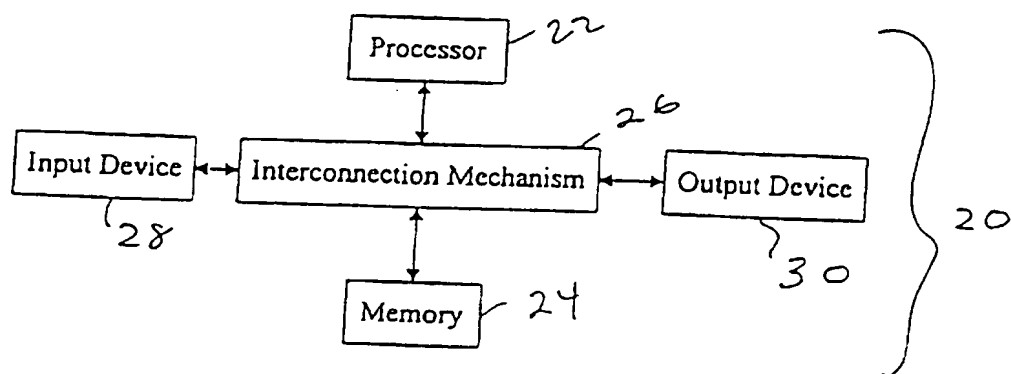 Processor
22
26
Input Device
Interconnection Mechanism
Output Device
20
28
30
Memory
24